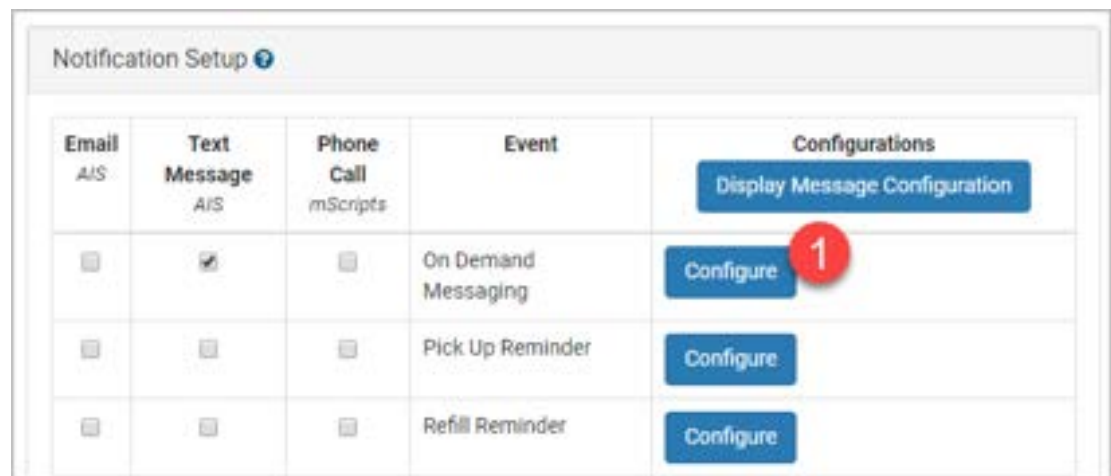 Notification Setup ?
Email Text Phone Event Configurations
AIS Message Call Display Message Configuration
AIS mScripts
On Demand Configure 1
Messaging
Pick Up Reminder Configure
Refill Reminder Configure